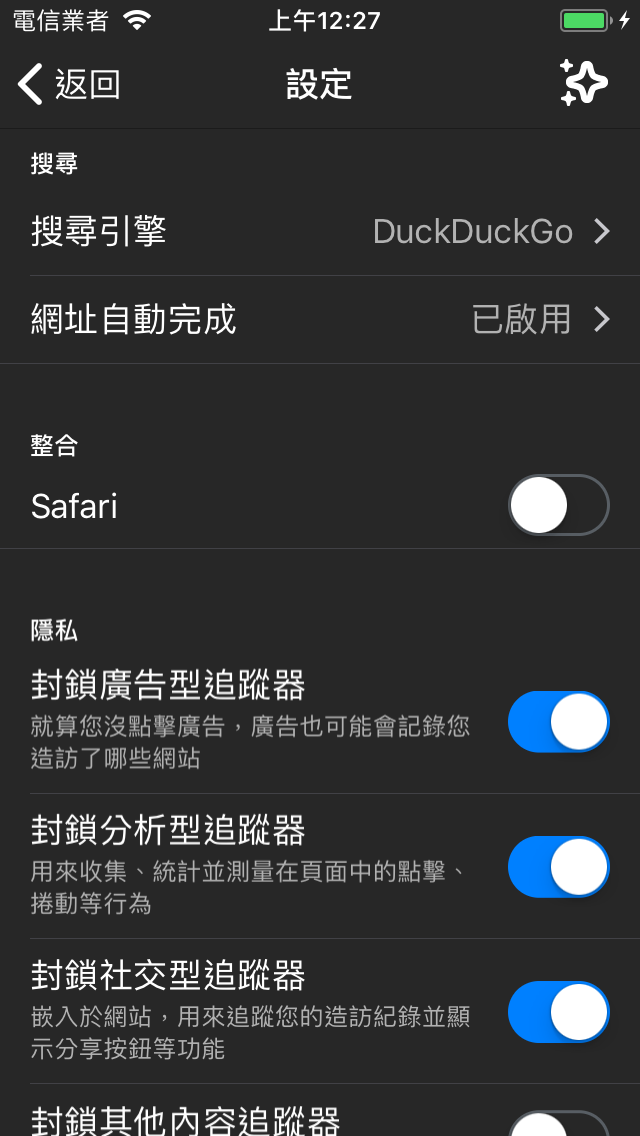 電信業者 上午12:27
返回 設定
搜尋
搜尋引擎 DuckDuckGo
網址自動完成 已啟用
整合
Safari
隱私
封鎖廣告型追蹤器
就算您沒點擊廣告，廣告也可能會記錄您
造訪了哪些網站
封鎖分析型追蹤器
用來收集、統計並測量在頁面中的點擊、
捲動等行為
封鎖社交型追蹤器
嵌入於網站，用來追蹤您的造訪紀錄並顯
示分享按鈕等功能
封鎖其他內容追蹤器